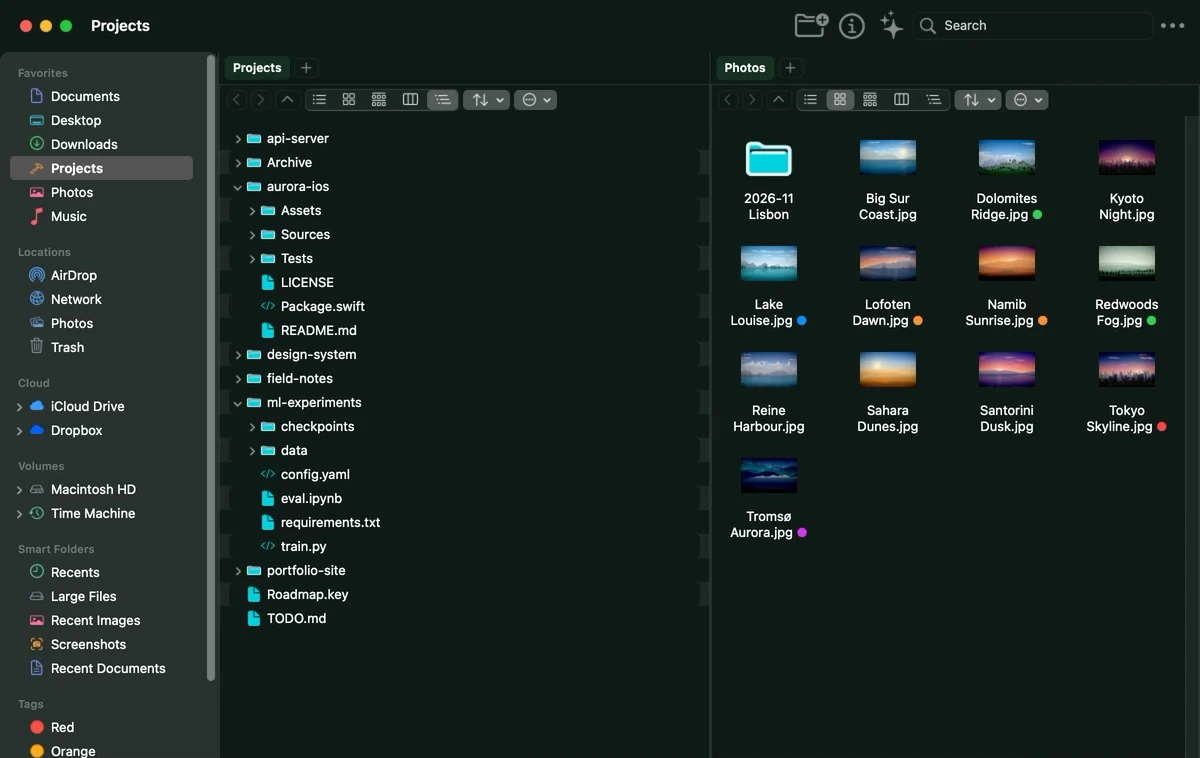 Projects
Search
Favorites
Documents
Desktop
Downloads
Projects
Photos
Music
Locations
AirDrop
Network
Photos
Trash
Cloud
iCloud Drive
Dropbox
Volumes
Macintosh HD
Time Machine
Smart Folders
Recents
Large Files
Recent Images
Screenshots
Recent Documents
Tags
Red
Orange
Projects
api-server
Archive
aurora-ios
Assets
Sources
Tests
LICENSE
Package.swift
README.md
design-system
field-notes
ml-experiments
checkpoints
data
config.yaml
eval.ipynb
requirements.txt
train.py
portfolio-site
Roadmap.key
TODO.md
Photos
2026-11
Lisbon
Big Sur
Coast.jpg
Dolomites
Ridge.jpg
Kyoto
Night.jpg
Lake
Louise.jpg
Lofoten
Dawn.jpg
Namib
Sunrise.jpg
Redwoods
Fog.jpg
Reine
Harbour.jpg
Sahara
Dunes.jpg
Santorini
Dusk.jpg
Tokyo
Skyline.jpg
Tromsø
Aurora.jpg